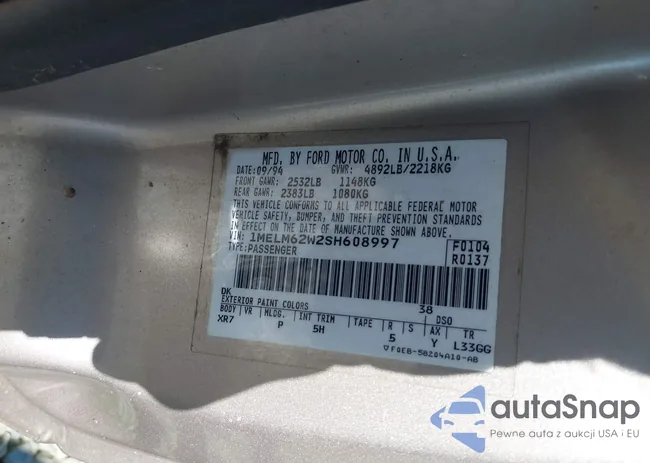 MFD. BY FORD MOTOR CO. IN U.S.A.
DATE: 09/94 GVWR: 4892LB/2218KG
FRONT GAWR: 2532LB 1148KG
REAR GAWR: 2383LB 1080KG
THIS VEHICLE CONFORMS TO ALL APPLICABLE FEDERAL MOTOR
VEHICLE SAFETY, BUMPER, AND THEFT PREVENTION STANDARDS
IN EFFECT ON THE DATE OF MANUFACTURE SHOWN ABOVE.
VIN: 1MELM62W2SH608997
TYPE: PASSENGER
F0104
R0137
DK 38
EXTERIOR PAINT COLORS DSO
BODY VR MLDG. INT TRIM TAPE R S AX TR
XR7 P 5H 5 Y L33GG
▽F0EB-58204A10-AB
autaSnap
Pewne auta z aukcji USA i EU